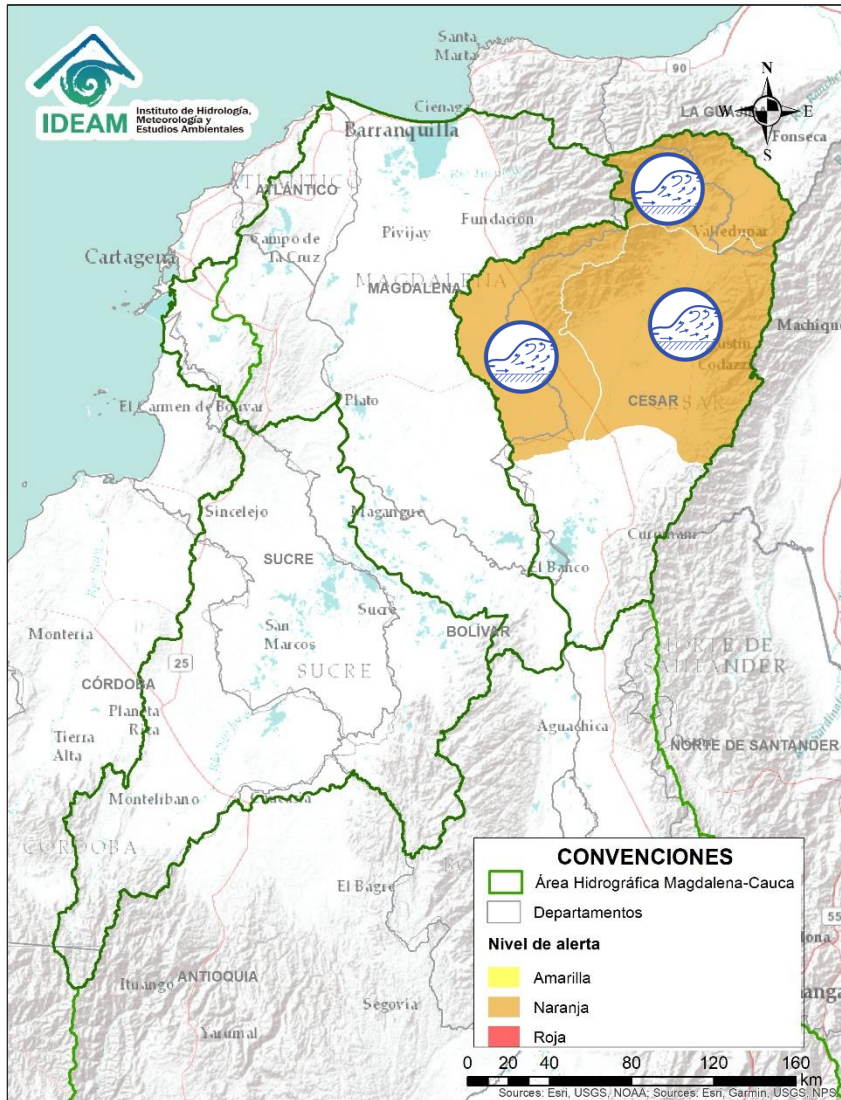 IDEAM
Instituto de Hidrología,
Meteorología y
Estudios Ambientales
Santa
Marta
90
N
W
E
S
LA GUAJIRA
Fonseca
Ciénaga
Barranquilla
ATLÁNTICO
ATLÁNTICO
Campo de
La Cruz
Pivijay
Fundación
Valledupar
Cartagena
MAGDALENA
MAGDALENA
Machique
Codazzi
CESAR
CESAR
El Carmen de Bolívar
Plato
Sincelejo
Magangué
Curumaní
SUCRE
El Banco
Sucre
San
Marcos
BOLÍVAR
Montería
25
SUCRE
NORTE DE
SANTANDER
CÓRDOBA
Planeta
Rica
Tierra
Alta
Aguachica
NORTE DE SANTANDER
Montelíbano
CÓRDOBA
El Bagre
Ituango
ANTIOQUIA
Segovia
Yarumal
55
CONVENCIONES
Área Hidrográfica Magdalena-Cauca
Departamentos
Nivel de alerta
Amarilla
Naranja
Roja
0 20 40 80 120 160
km
Sources: Esri, USGS, NOAA; Sources: Esri, Garmin, USGS, NPS